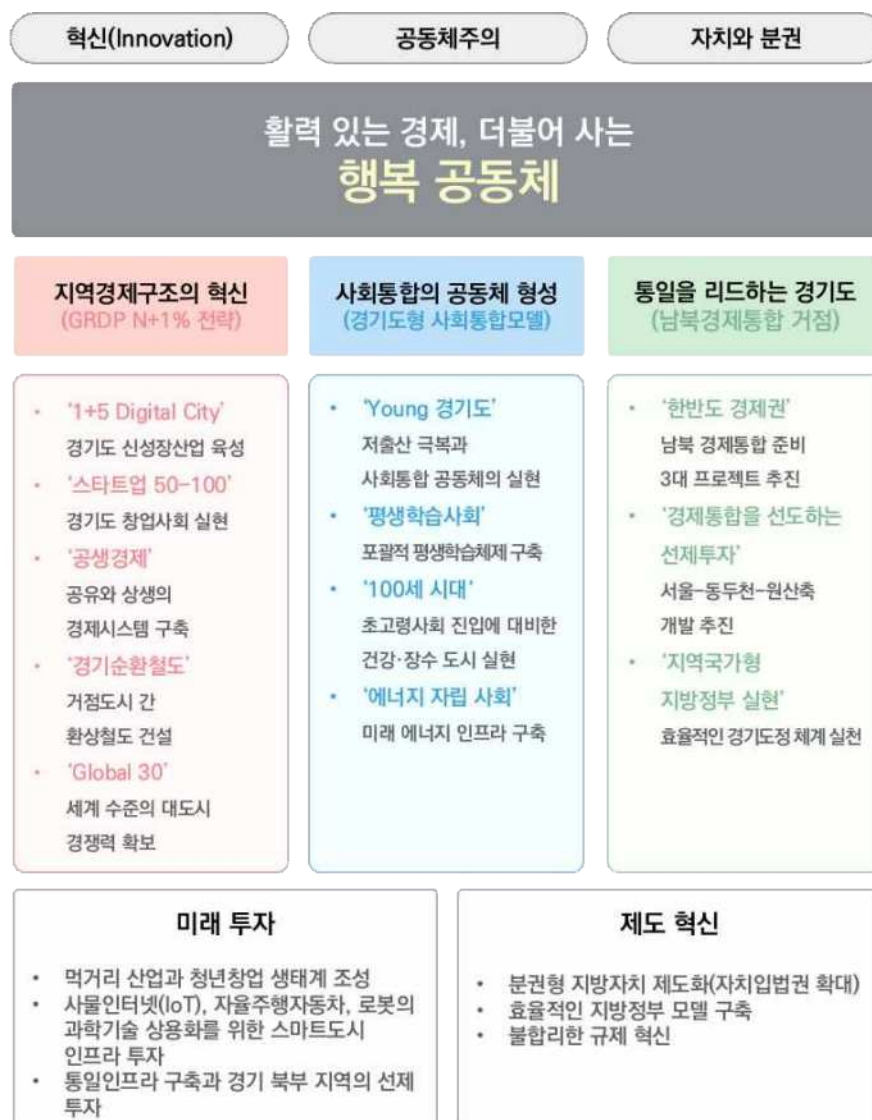 혁신(Innovation)
공동체주의
자치와 분권
활력 있는 경제, 더불어 사는
행복 공동체
지역경제구조의 혁신
(GRDP N+1% 전략)
사회통합의 공동체 형성
(경기도형 사회통합모델)
통일을 리드하는 경기도
(남북경제통합 거점)
• '1+5 Digital City'
경기도 신성장산업 육성
• '스타트업 50-100'
경기도 창업사회 실현
• '공생경제'
공유와 상생의
경제시스템 구축
• '경기순환철도'
거점도시 간
환상철도 건설
• 'Global 30'
세계 수준의 대도시
경쟁력 확보
• 'Young 경기도'
저출산 극복과
사회통합 공동체의 실현
• '평생학습사회'
포괄적 평생학습체제 구축
• '100세 시대'
초고령사회 진입에 대비한
건강·장수 도시 실현
• '에너지 자립 사회'
미래 에너지 인프라 구축
• '한반도 경제권'
남북 경제통합 준비
3대 프로젝트 추진
• '경제통합을 선도하는
선제투자'
서울-동두천-원산축
개발 추진
• '지역국가형
지방정부 실현'
효율적인 경기도정 체계 실천
미래 투자
• 먹거리 산업과 청년창업 생태계 조성
• 사물인터넷(IoT), 자율주행자동차, 로봇의
과학기술 상용화를 위한 스마트도시
인프라 투자
• 통일인프라 구축과 경기 북부 지역의 선제
투자
제도 혁신
• 분권형 지방자치 제도화(자치입법권 확대)
• 효율적인 지방정부 모델 구축
• 불합리한 규제 혁신